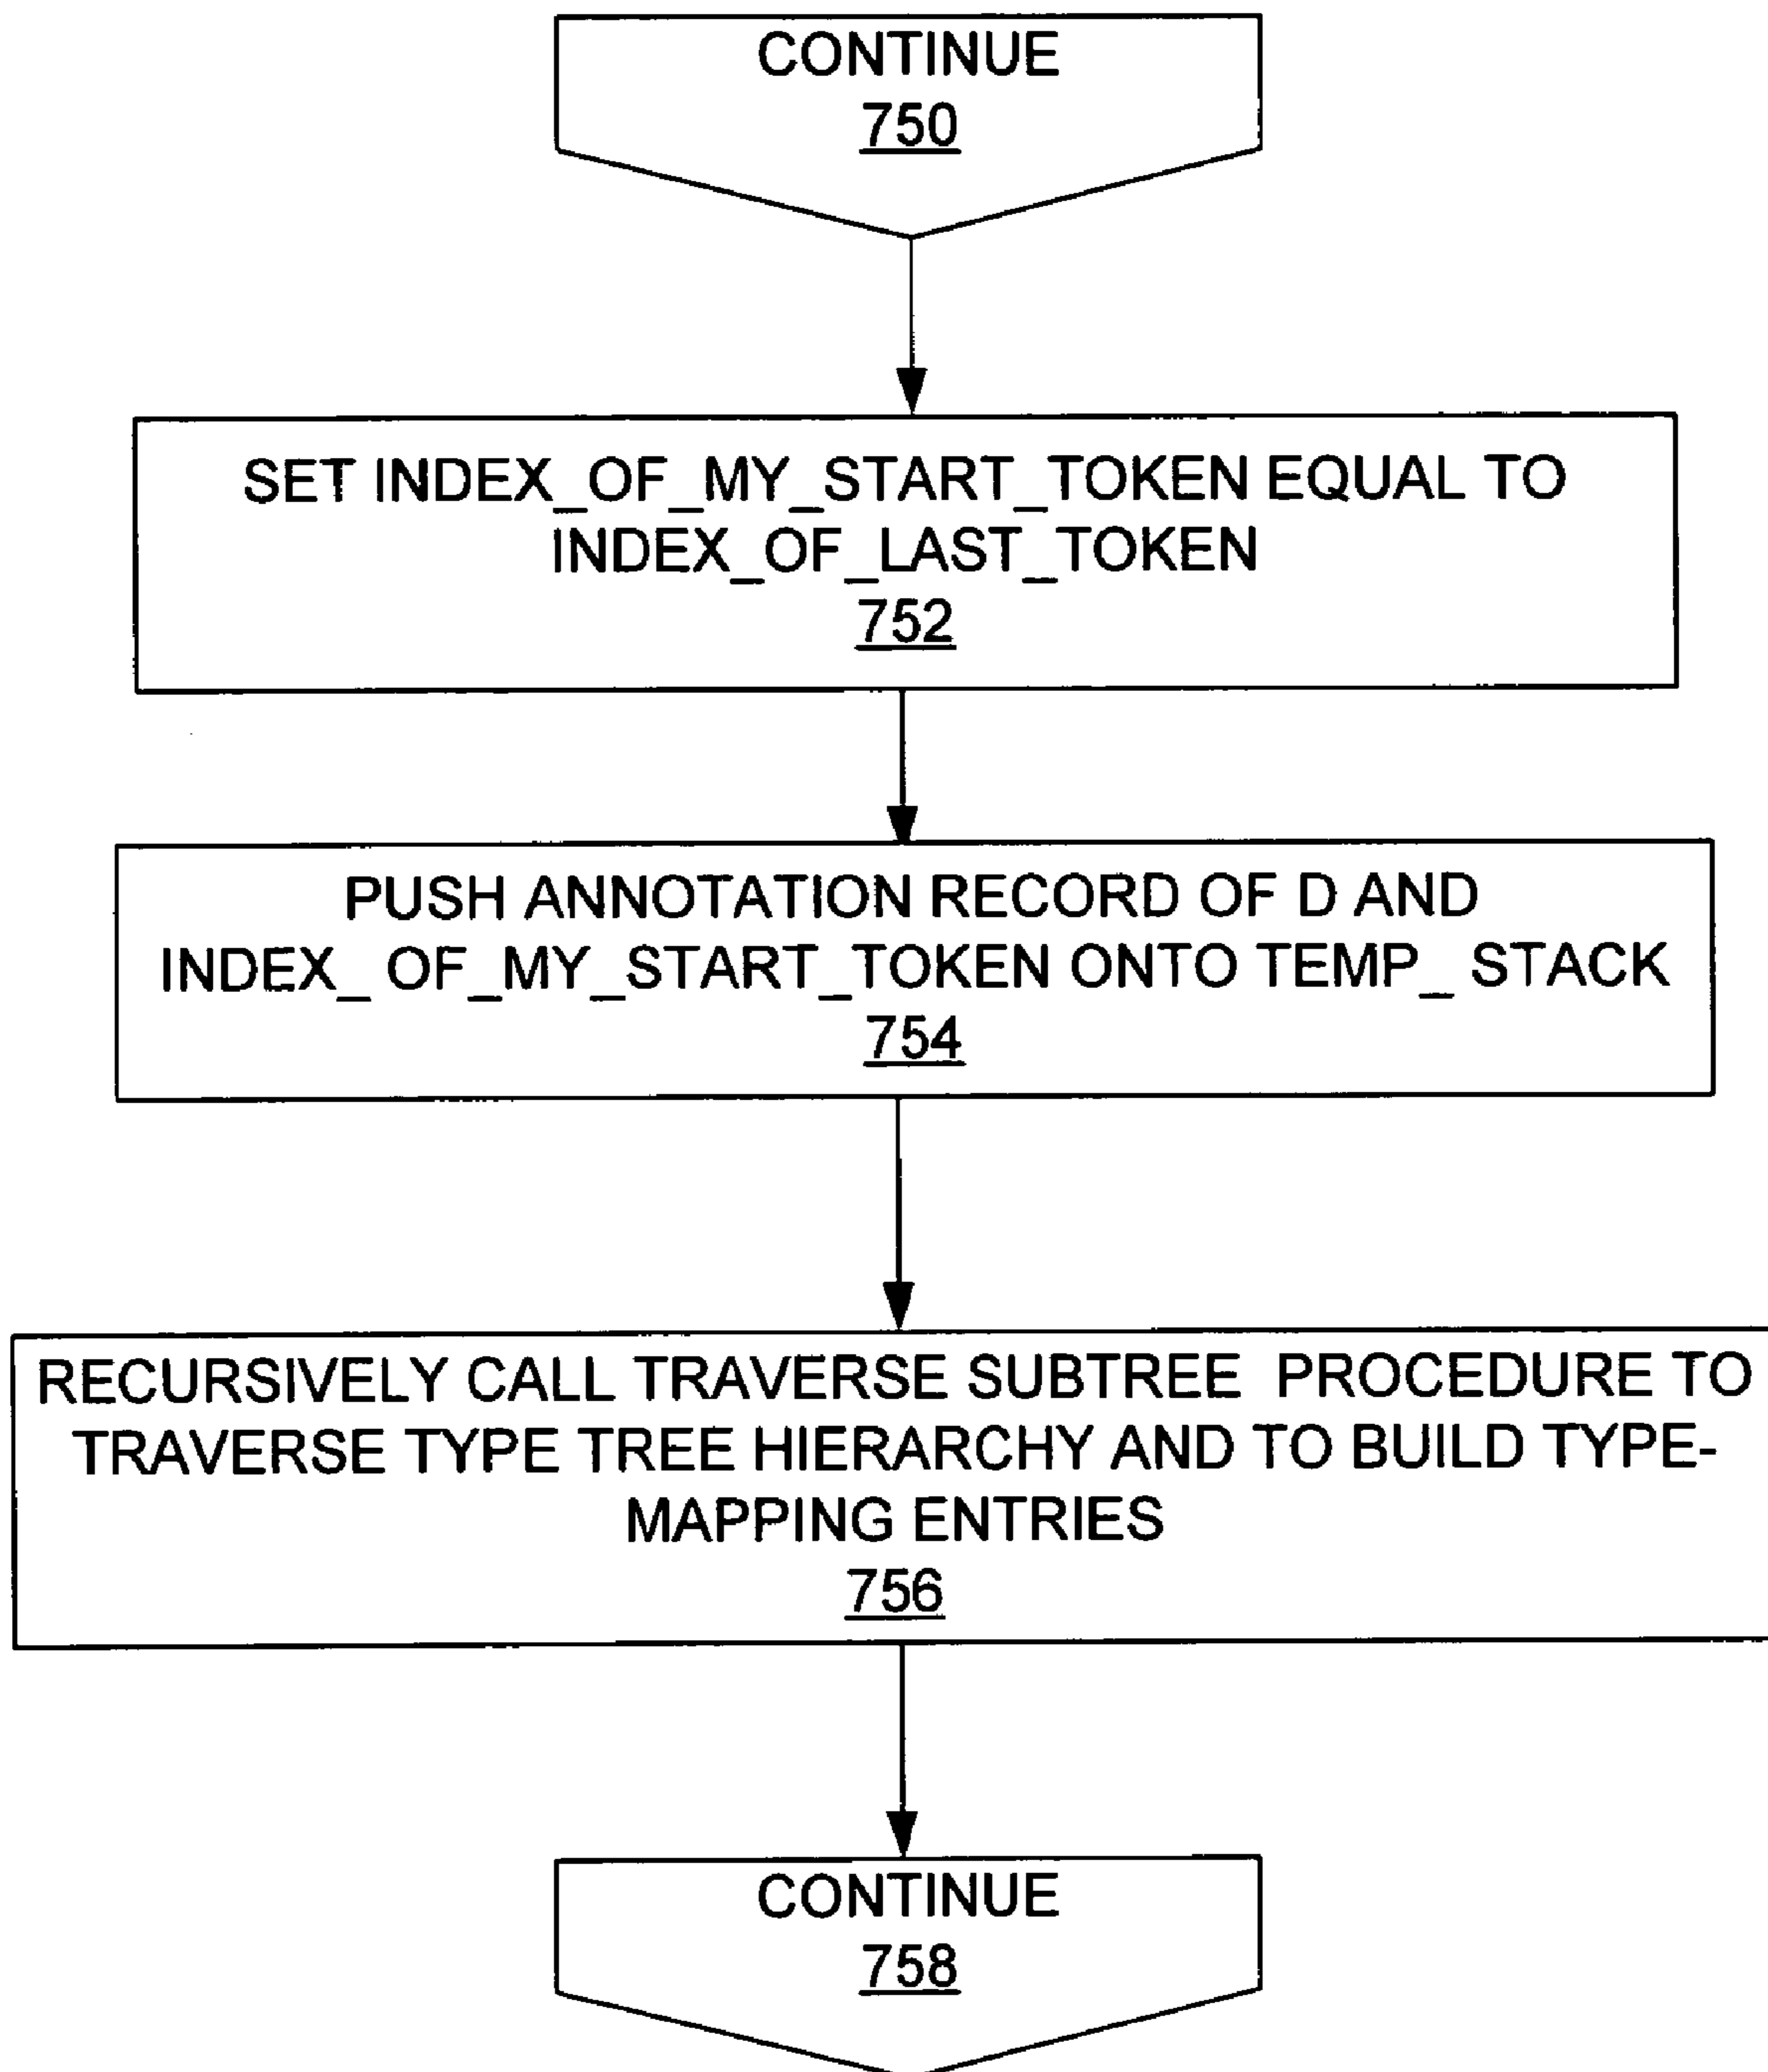 CONTINUE
750
SET INDEX_OF_MY_START_TOKEN EQUAL TO
INDEX_OF_LAST_TOKEN
752
PUSH ANNOTATION RECORD OF D AND
INDEX_ OF_MY_START_TOKEN ONTO TEMP_ STACK
754
RECURSIVELY CALL TRAVERSE SUBTREE PROCEDURE TO
TRAVERSE TYPE TREE HIERARCHY AND TO BUILD TYPE-
MAPPING ENTRIES
756
CONTINUE
758